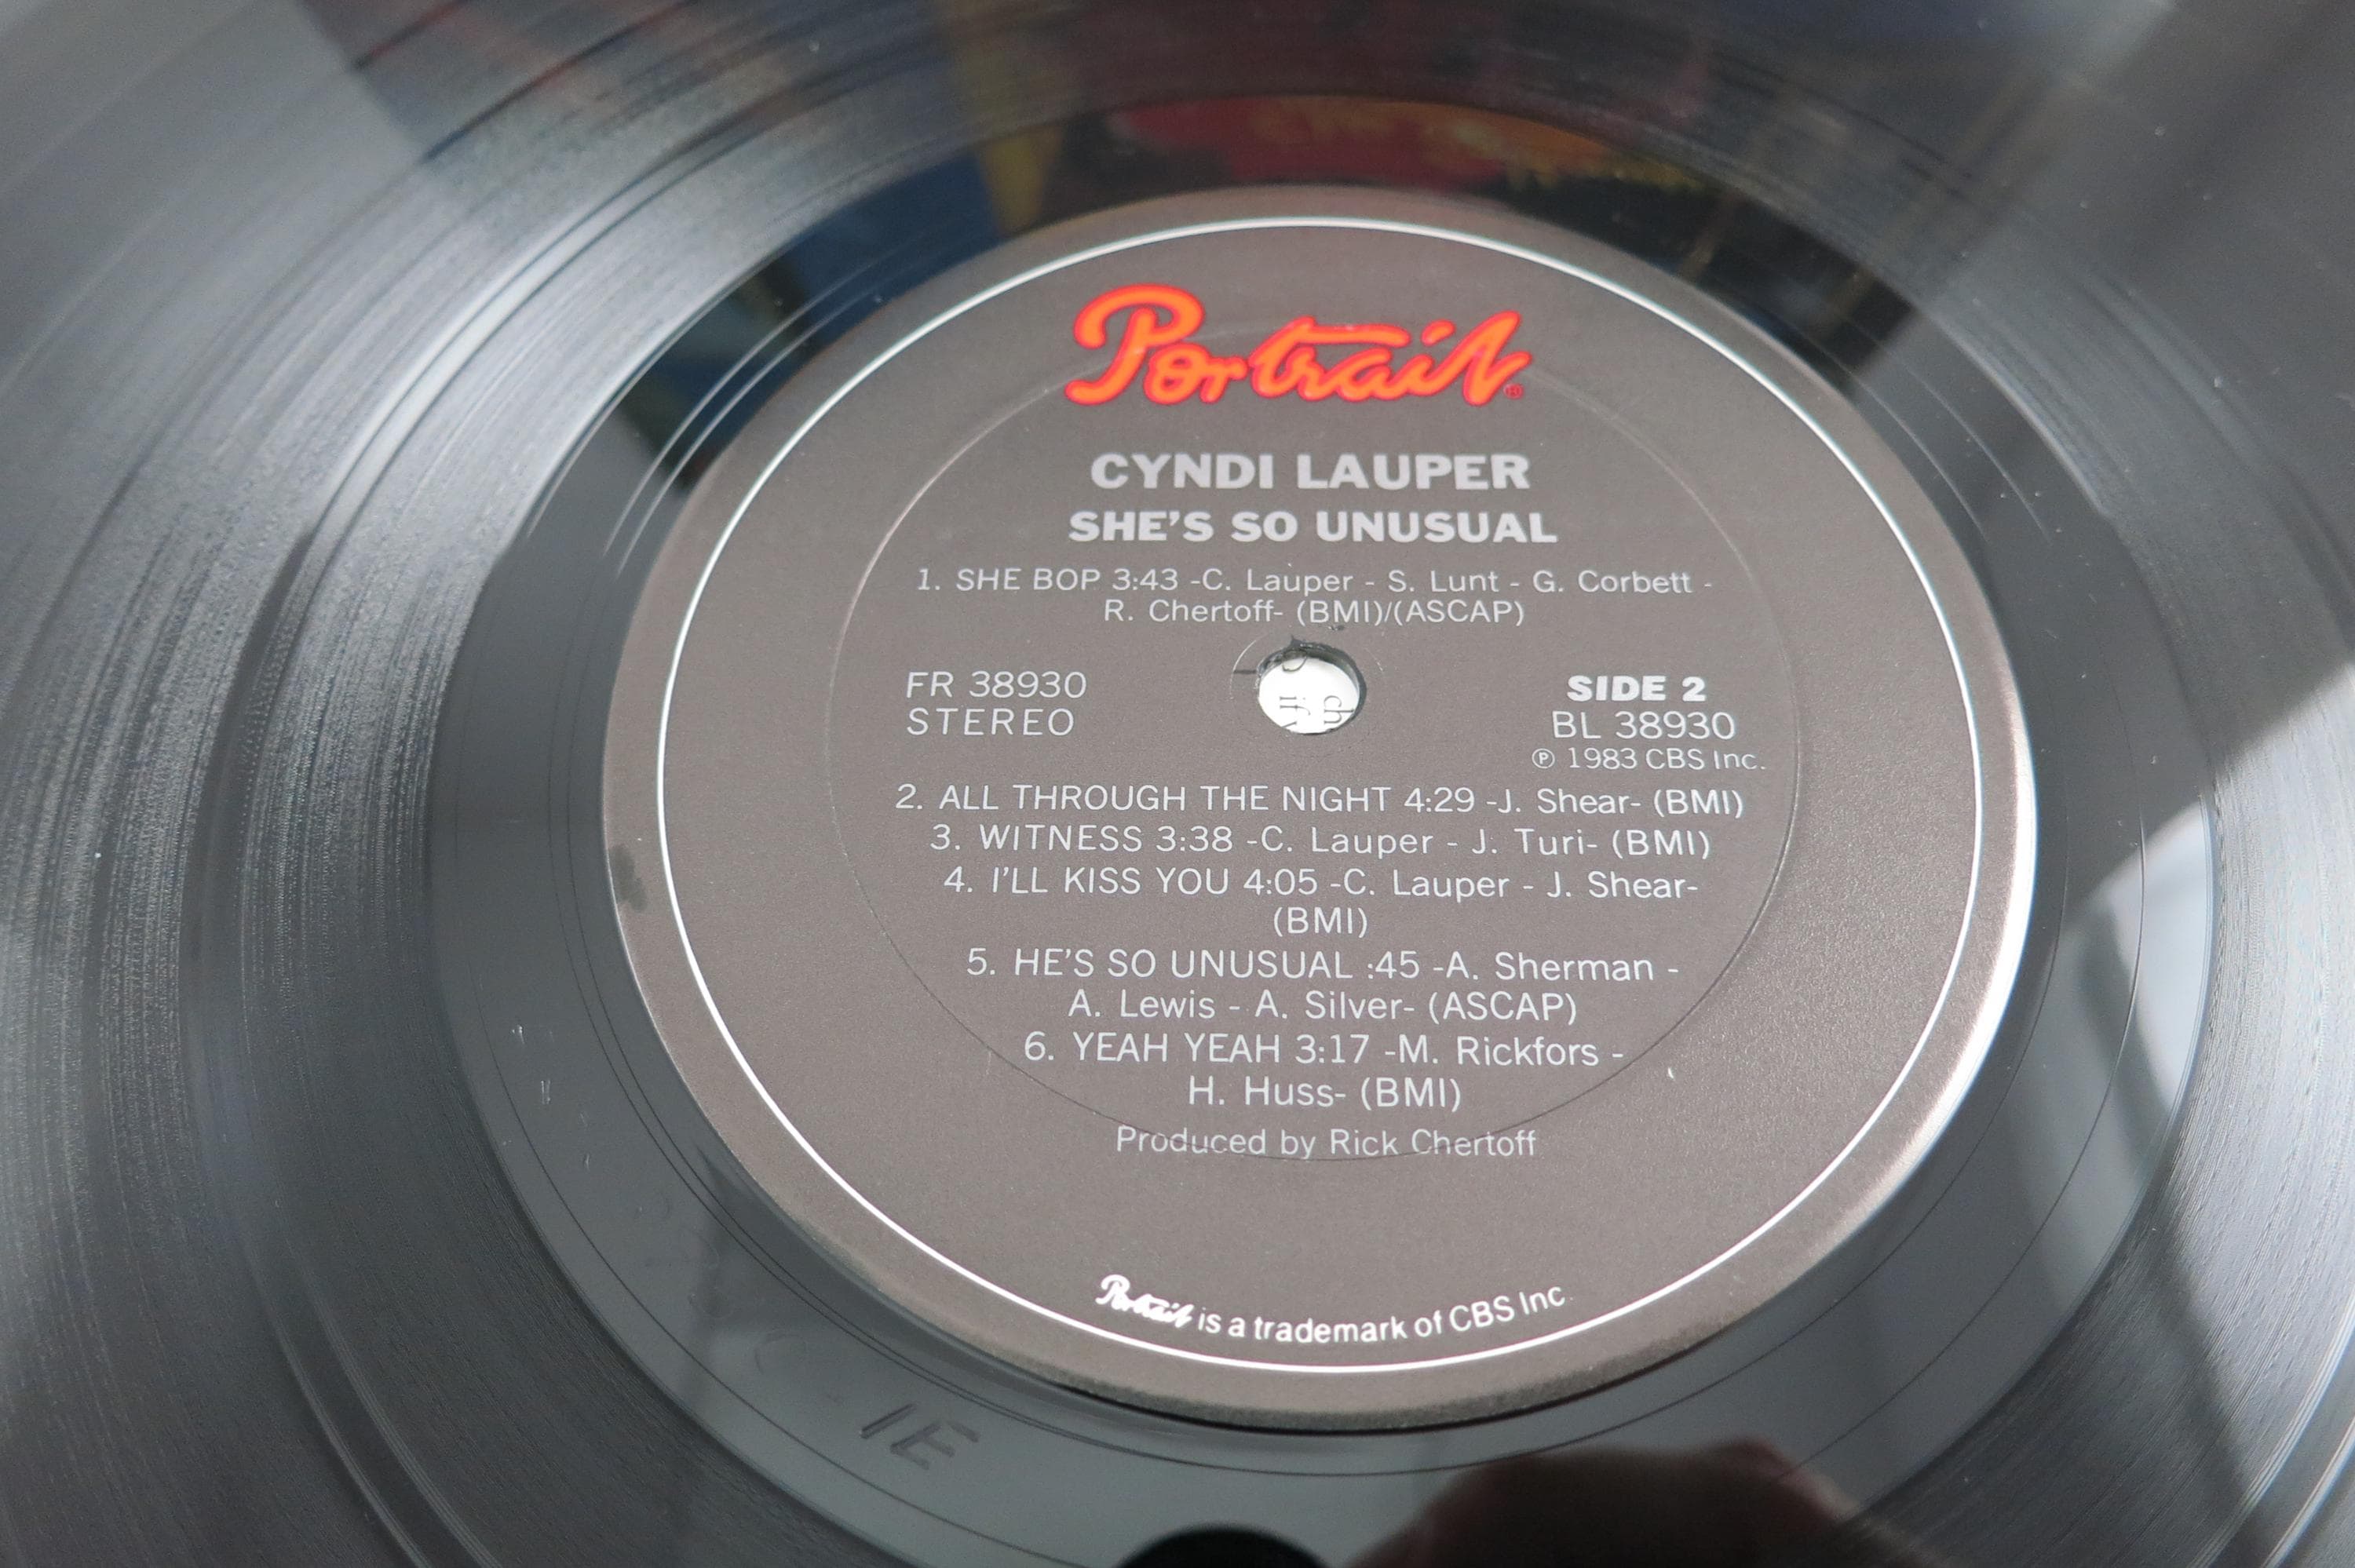 Portrait®
CYNDI LAUPER
SHE'S SO UNUSUAL
1. SHE BOP 3:43 -C. Lauper - S. Lunt - G. Corbett -
R. Chertoff- (BMI)/(ASCAP)
FR 38930
STEREO
SIDE 2
BL 38930
℗ 1983 CBS Inc.
2. ALL THROUGH THE NIGHT 4:29 -J. Shear- (BMI)
3. WITNESS 3:38 -C. Lauper - J. Turi- (BMI)
4. I'LL KISS YOU 4:05 -C. Lauper - J. Shear-
(BMI)
5. HE'S SO UNUSUAL :45 -A. Sherman -
A. Lewis - A. Silver- (ASCAP)
6. YEAH YEAH 3:17 -M. Rickfors -
H. Huss- (BMI)
Produced by Rick Chertoff
Portrait is a trademark of CBS Inc.
IE